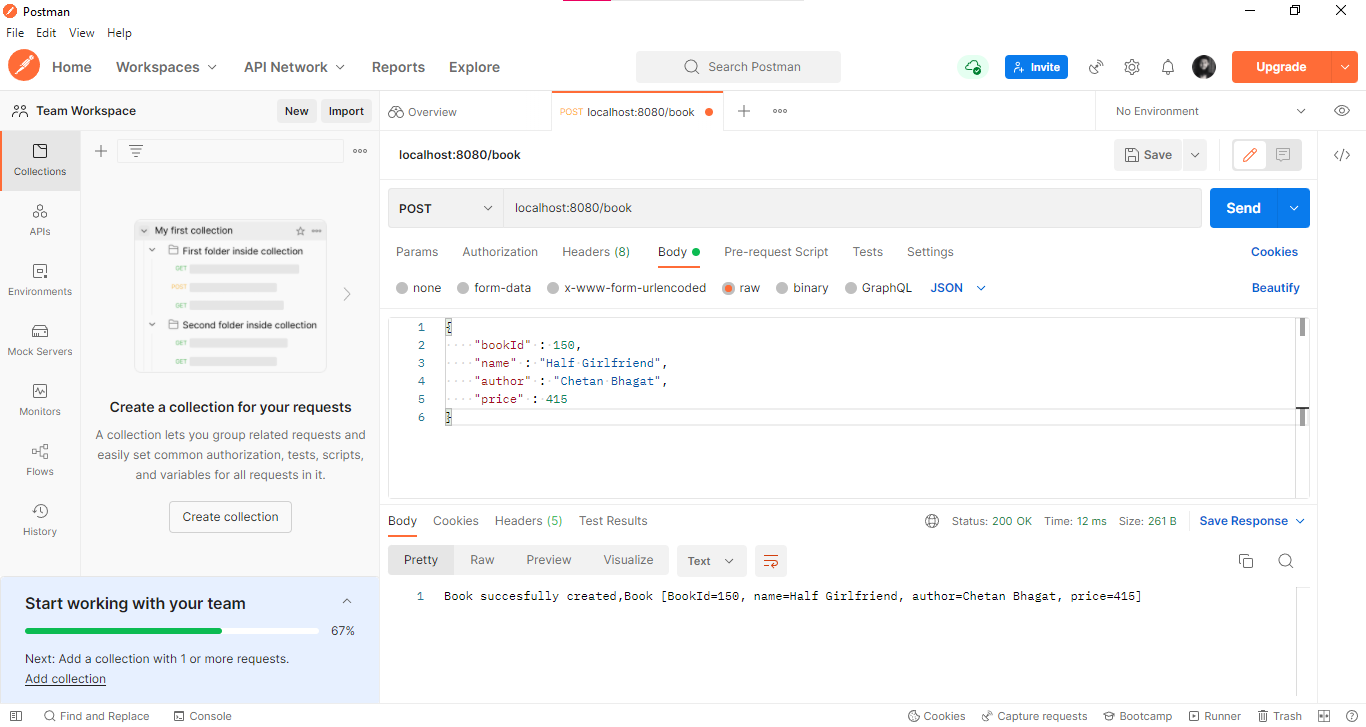 Postman
File Edit View Help
Home Workspaces API Network Reports Explore Search Postman Invite Upgrade
Team Workspace New Import Overview POST localhost:8080/book No Environment
Collections
APIs
Environments
Mock Servers
Monitors
Flows
History
My first collection
First folder inside collection
GET
POST
GET
Second folder inside collection
GET
GET
Create a collection for your requests
A collection lets you group related requests and
easily set common authorization, tests, scripts,
and variables for all requests in it.
Create collection
Start working with your team
67%
Next: Add a collection with 1 or more requests.
Add collection
localhost:8080/book Save
POST localhost:8080/book Send
Params Authorization Headers (8) Body Pre-request Script Tests Settings Cookies
none form-data x-www-form-urlencoded raw binary GraphQL JSON Beautify
1 {
2 "bookId" : 150,
3 "name" : "Half Girlfriend",
4 "author" : "Chetan Bhagat",
5 "price" : 415
6 }
Body Cookies Headers (5) Test Results Status: 200 OK Time: 12 ms Size: 261 B Save Response
Pretty Raw Preview Visualize Text
1 Book succesfully created,Book [BookId=150, name=Half Girlfriend, author=Chetan Bhagat, price=415]
Find and Replace Console Cookies Capture requests Bootcamp Runner Trash